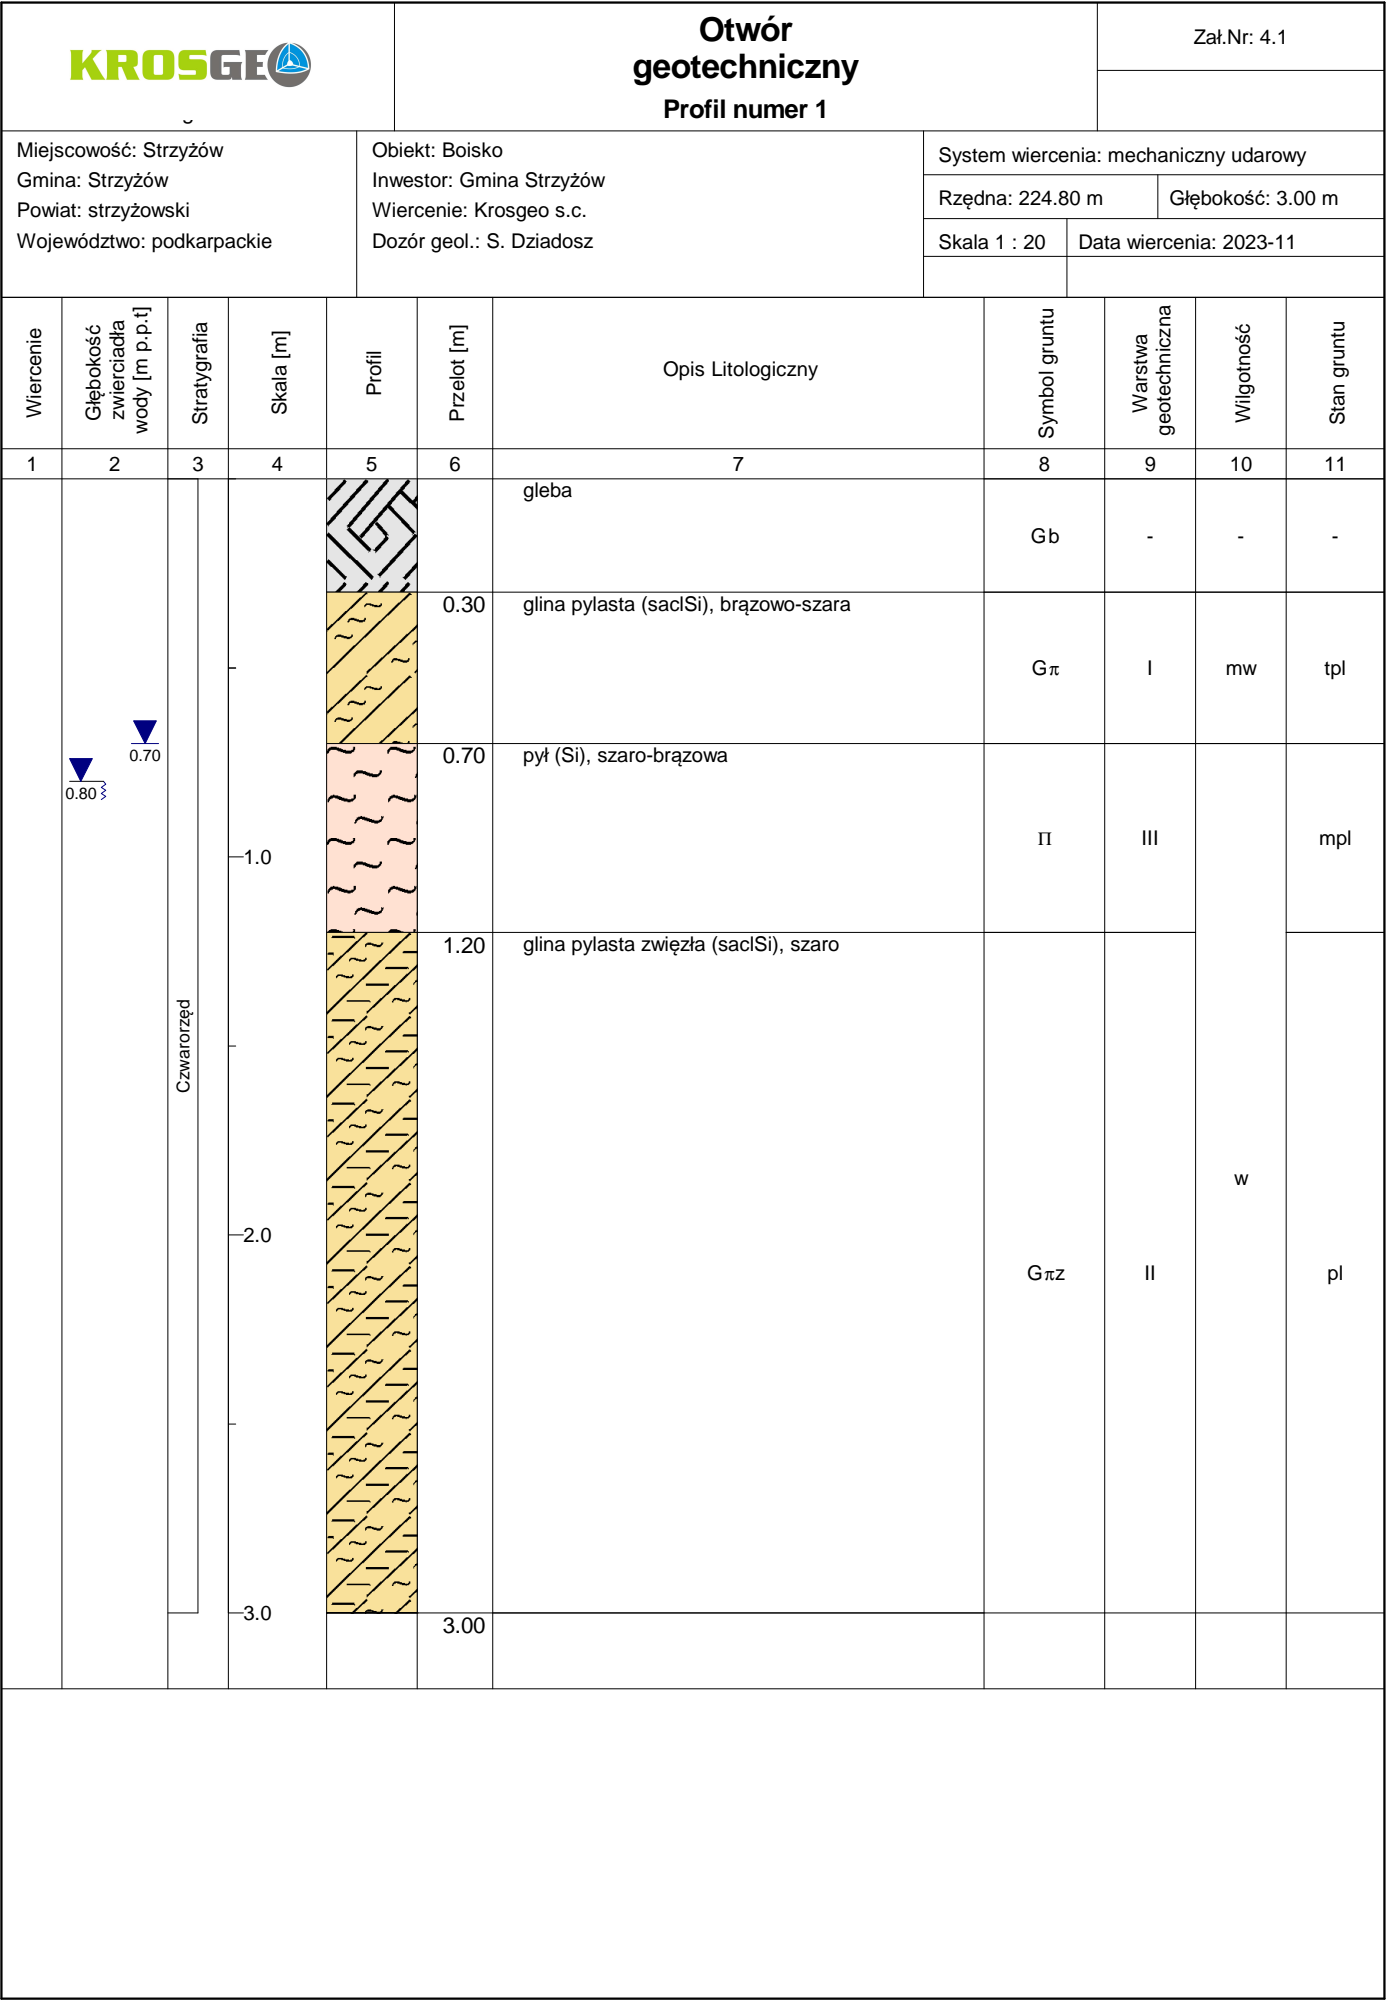 KROSGEO
Otwór
geotechniczny
Profil numer 1
Zał.Nr: 4.1
Miejscowość: Strzyżów
Gmina: Strzyżów
Powiat: strzyżowski
Województwo: podkarpackie
Obiekt: Boisko
Inwestor: Gmina Strzyżów
Wiercenie: Krosgeo s.c.
Dozór geol.: S. Dziadosz
System wiercenia: mechaniczny udarowy
Rzędna: 224.80 m
Głębokość: 3.00 m
Skala 1 : 20
Data wiercenia: 2023-11
Wiercenie
Głębokość
zwierciadła
wody [m p.p.t]
Stratygrafia
Skala [m]
Profil
Przelot [m]
Opis Litologiczny
Symbol gruntu
Warstwa
geotechniczna
Wilgotność
Stan gruntu
1 2 3 4 5 6 7 8 9 10 11
gleba
Gb - - -
0.30 glina pylasta (saclSi), brązowo-szara
Gπ I mw tpl
0.70
0.80
0.70 pył (Si), szaro-brązowa
Π III mpl
1.0
1.20 glina pylasta zwięzła (saclSi), szaro
Czwarorzęd
w
2.0
Gπz II pl
3.0
3.00